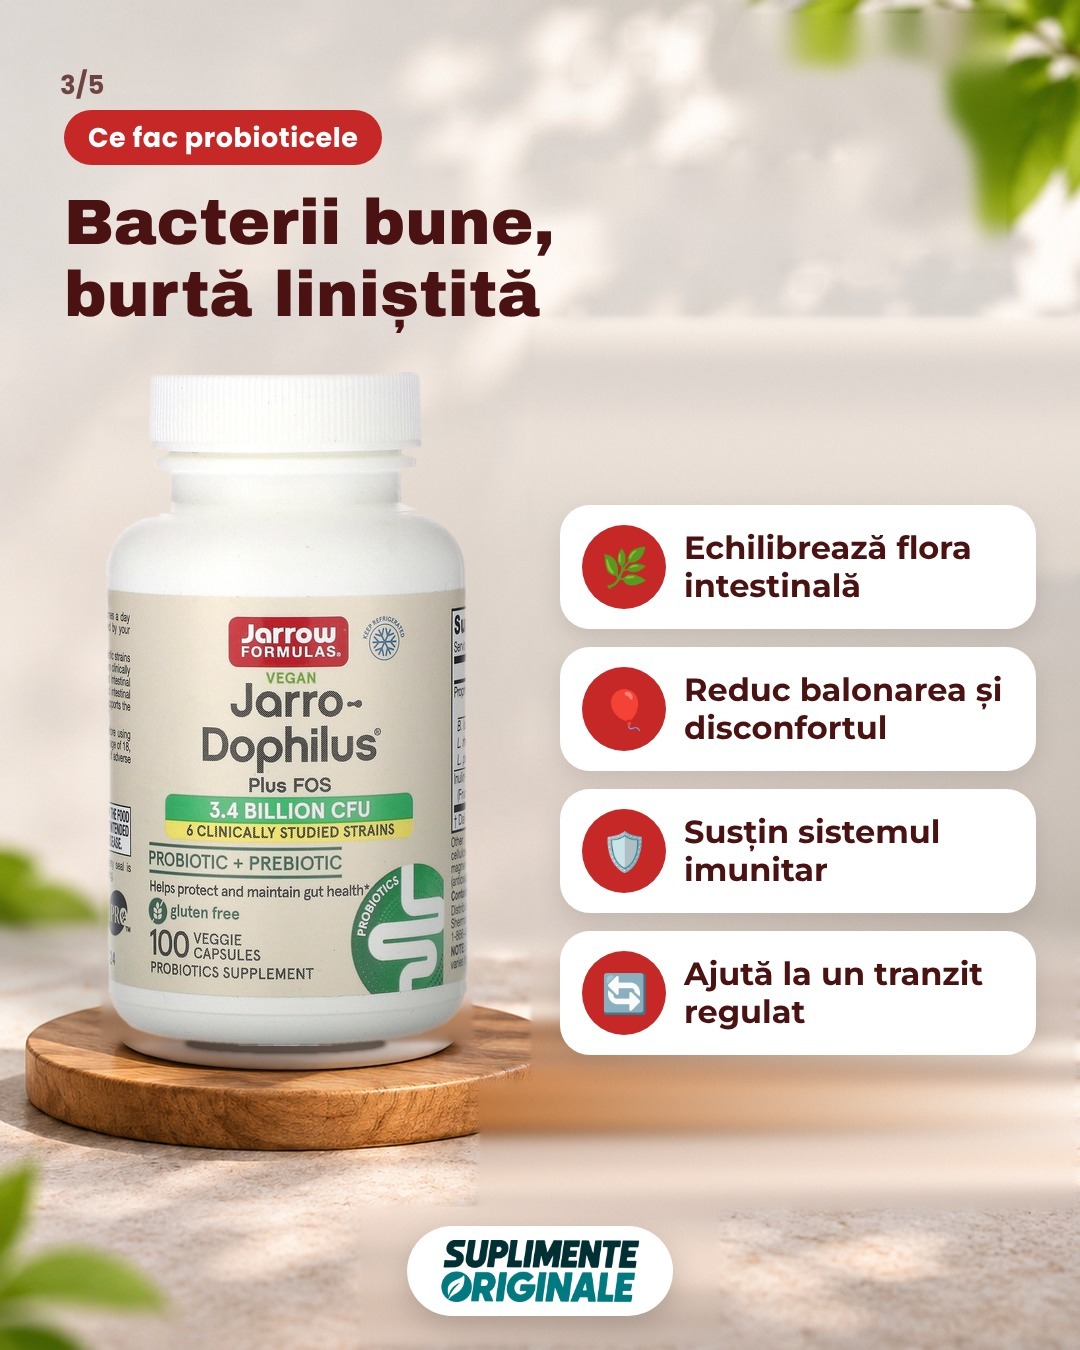 3/5
Ce fac probioticele
Bacterii bune,
burtă liniștită
Jarrow
FORMULAS®
KEEP REFRIGERATED
VEGAN
Jarro-
Dophilus®
Plus FOS
3.4 BILLION CFU
6 CLINICALLY STUDIED STRAINS
PROBIOTIC + PREBIOTIC
Helps protect and maintain gut health*
gluten free
100 VEGGIE
CAPSULES
PROBIOTICS SUPPLEMENT
PROBIOTICS
Echilibrează flora
intestinală
Reduc balonarea și
disconfortul
Susțin sistemul
imunitar
Ajută la un tranzit
regulat
SUPLIMENTE
ORIGINALE